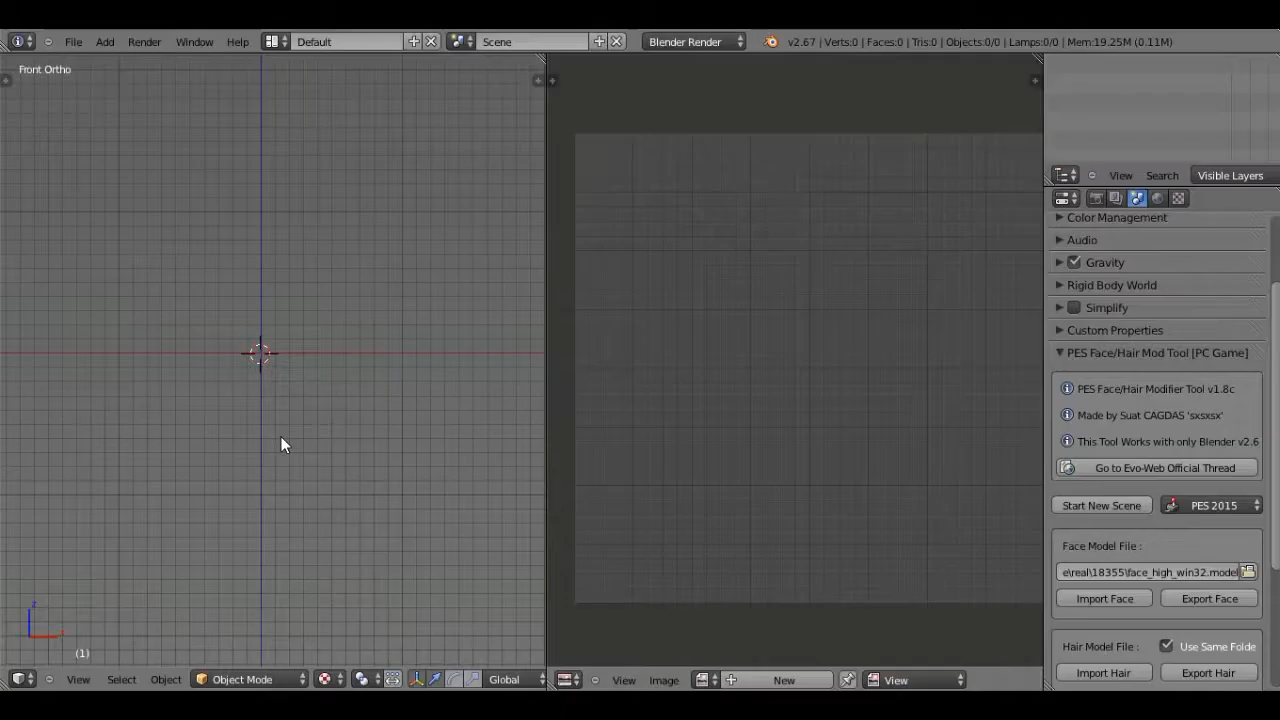 File Add Render Window Help Default Scene Blender Render v2.67 | Verts:0 | Faces:0 | Tris:0 | Objects:0/0 | Lamps:0/0 | Mem:19.25M (0.11M)
Front Ortho
View Search Visible Layers
Color Management
Audio
Gravity
Rigid Body World
Simplify
Custom Properties
PES Face/Hair Mod Tool [PC Game]
PES Face/Hair Modifier Tool v1.8c
Made by Suat CAGDAS 'sxsxsx'
This Tool Works with only Blender v2.6
Go to Evo-Web Official Thread
Start New Scene PES 2015
Face Model File :
e\real\18355\face_high_win32.model
Import Face Export Face
Hair Model File : Use Same Folde
Import Hair Export Hair
z
x
(1)
View Select Object Object Mode Global
View Image New View